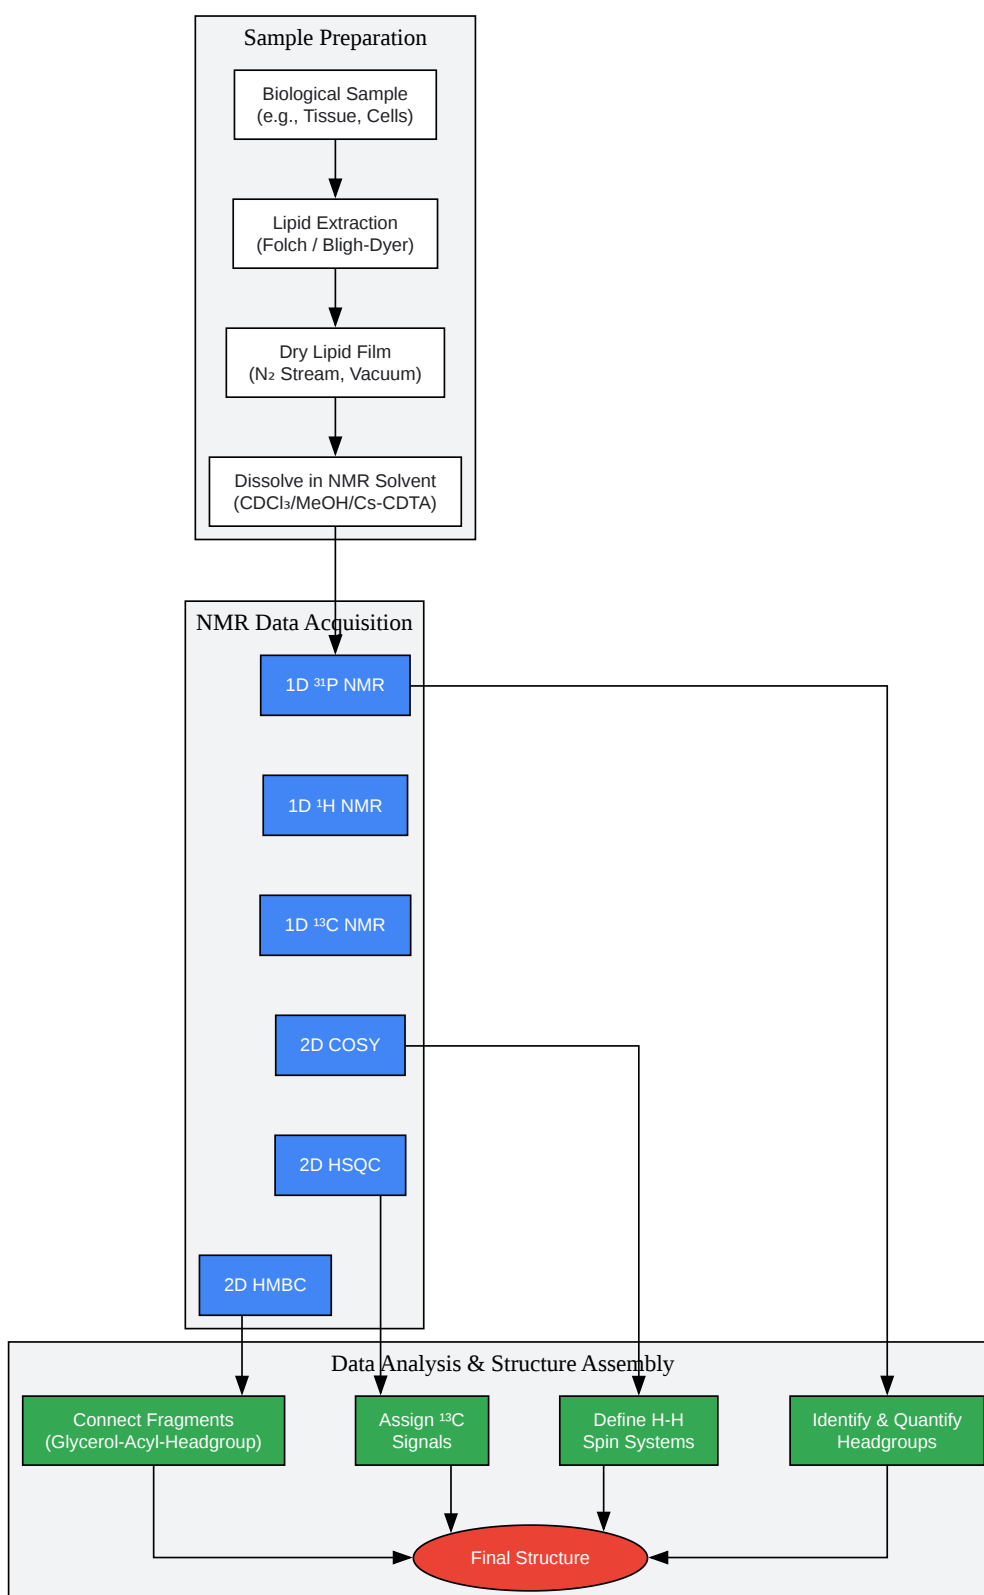 Sample Preparation
Biological Sample
(e.g., Tissue, Cells)
Lipid Extraction
(Folch / Bligh-Dyer)
Dry Lipid Film
(N₂ Stream, Vacuum)
Dissolve in NMR Solvent
(CDCl₃/MeOH/Cs-CDTA)
NMR Data Acquisition
1D ³¹P NMR
1D ¹H NMR
1D ¹³C NMR
2D COSY
2D HSQC
2D HMBC
Data Analysis & Structure Assembly
Connect Fragments
(Glycerol-Acyl-Headgroup)
Assign ¹³C
Signals
Define H-H
Spin Systems
Identify & Quantify
Headgroups
Final Structure